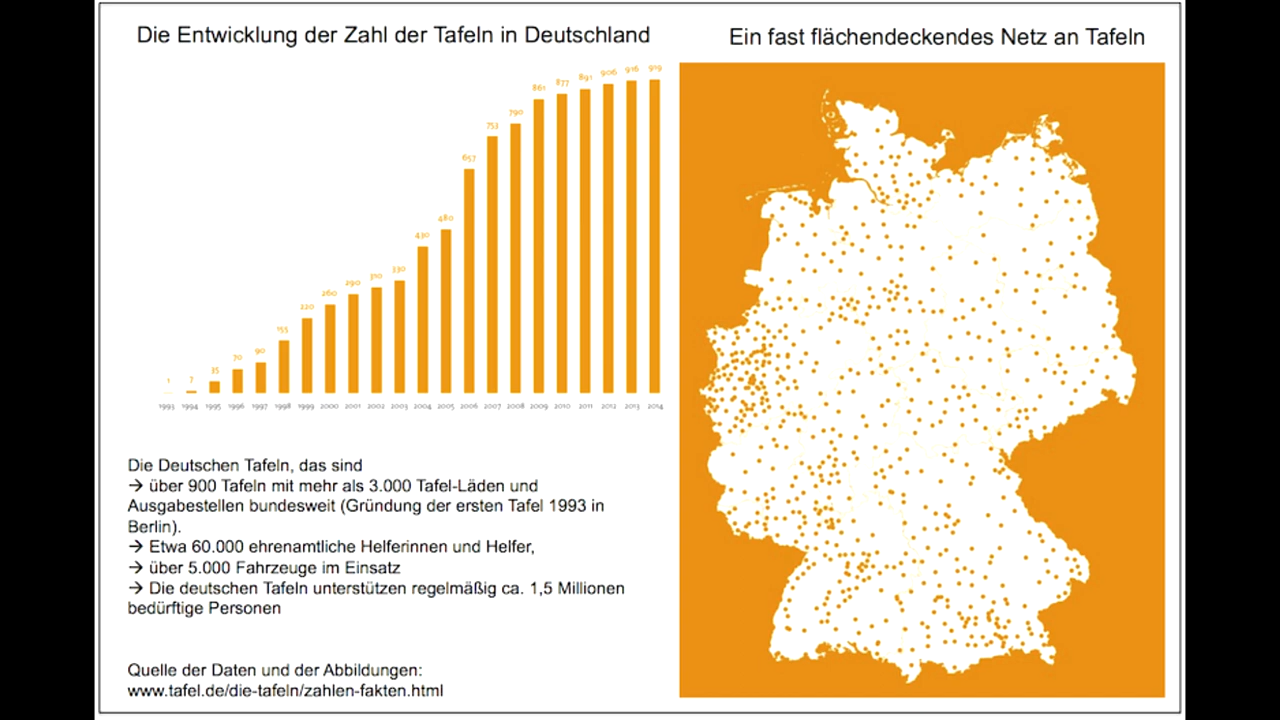 Die Entwicklung der Zahl der Tafeln in Deutschland
Ein fast flächendeckendes Netz an Tafeln
1 7 35 70 90 155 220 260 290 310 330 430 480 657 753 790 861 877 891 906 916 919
1993 1994 1995 1996 1997 1998 1999 2000 2001 2002 2003 2004 2005 2006 2007 2008 2009 2010 2011 2012 2013 2014
Die Deutschen Tafeln, das sind
→ über 900 Tafeln mit mehr als 3.000 Tafel-Läden und
Ausgabestellen bundesweit (Gründung der ersten Tafel 1993 in
Berlin).
→ Etwa 60.000 ehrenamtliche Helferinnen und Helfer,
→ über 5.000 Fahrzeuge im Einsatz
→ Die deutschen Tafeln unterstützen regelmäßig ca. 1,5 Millionen
bedürftige Personen
Quelle der Daten und der Abbildungen:
www.tafel.de/die-tafeln/zahlen-fakten.html